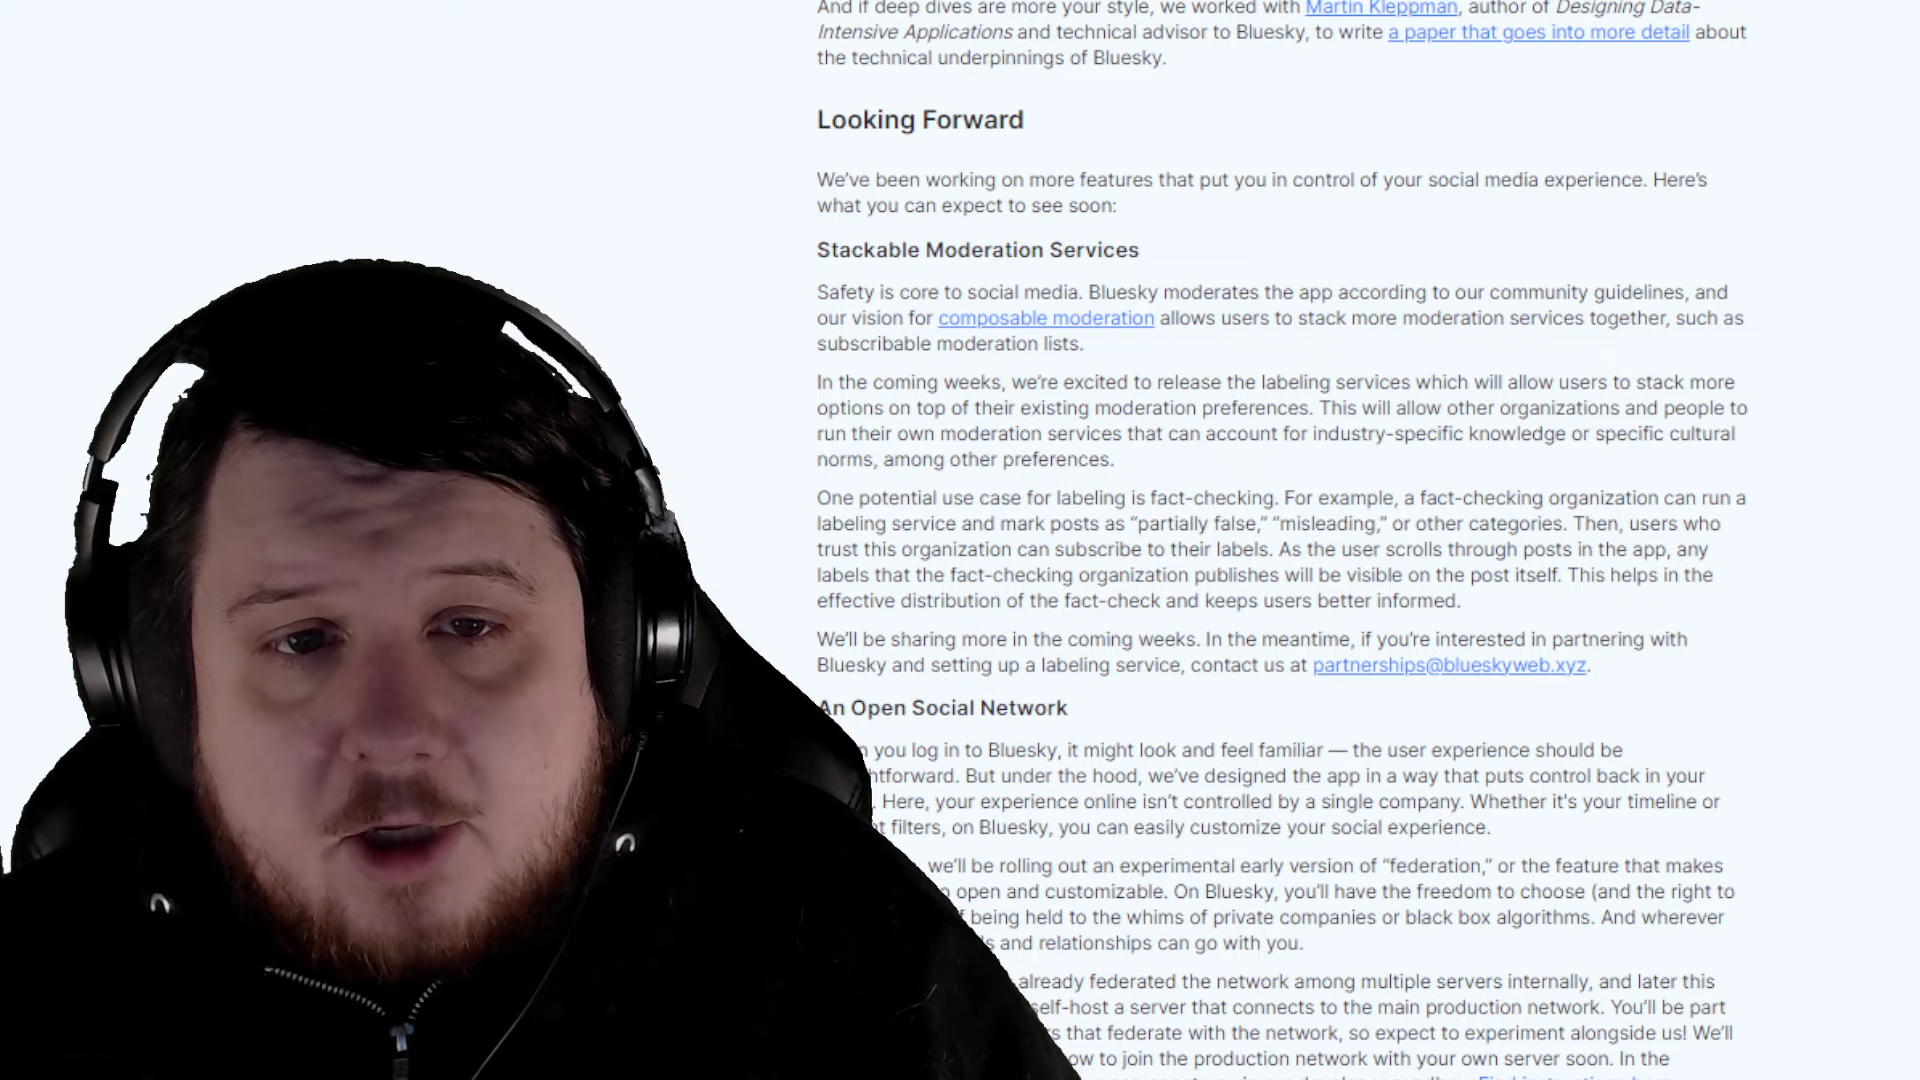 And if deep dives are more your style, we worked with Martin Kleppman, author of Designing Data-
Intensive Applications and technical advisor to Bluesky, to write a paper that goes into more detail about
the technical underpinnings of Bluesky.
Looking Forward
We've been working on more features that put you in control of your social media experience. Here's
what you can expect to see soon:
Stackable Moderation Services
Safety is core to social media. Bluesky moderates the app according to our community guidelines, and
our vision for composable moderation allows users to stack more moderation services together, such as
subscribable moderation lists.
In the coming weeks, we're excited to release the labeling services which will allow users to stack more
options on top of their existing moderation preferences. This will allow other organizations and people to
run their own moderation services that can account for industry-specific knowledge or specific cultural
norms, among other preferences.
One potential use case for labeling is fact-checking. For example, a fact-checking organization can run a
labeling service and mark posts as “partially false,” “misleading,” or other categories. Then, users who
trust this organization can subscribe to their labels. As the user scrolls through posts in the app, any
labels that the fact-checking organization publishes will be visible on the post itself. This helps in the
effective distribution of the fact-check and keeps users better informed.
We'll be sharing more in the coming weeks. In the meantime, if you're interested in partnering with
Bluesky and setting up a labeling service, contact us at partnerships@blueskyweb.xyz.
An Open Social Network
you log in to Bluesky, it might look and feel familiar — the user experience should be
htforward. But under the hood, we've designed the app in a way that puts control back in your
. Here, your experience online isn't controlled by a single company. Whether it's your timeline or
t filters, on Bluesky, you can easily customize your social experience.
we'll be rolling out an experimental early version of “federation,” or the feature that makes
open and customizable. On Bluesky, you'll have the freedom to choose (and the right to
being held to the whims of private companies or black box algorithms. And wherever
s and relationships can go with you.
already federated the network among multiple servers internally, and later this
self-host a server that connects to the main production network. You'll be part
s that federate with the network, so expect to experiment alongside us! We'll
ow to join the production network with your own server soon. In the